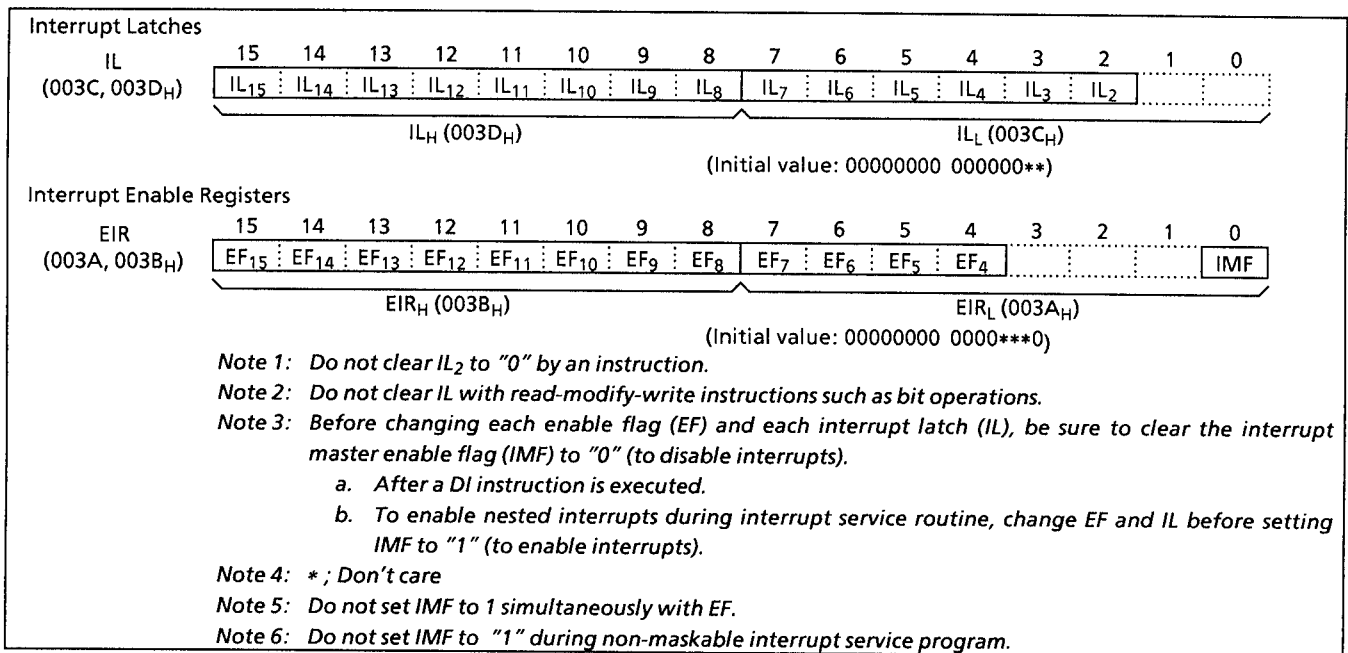 Interrupt Latches
IL
(003C, 003DH)
15 14 13 12 11 10 9 8 7 6 5 4 3 2 1 0
IL15 IL14 IL13 IL12 IL11 IL10 IL9 IL8 IL7 IL6 IL5 IL4 IL3 IL2
ILH (003DH) ILL (003CH)
(Initial value: 00000000 000000**)
Interrupt Enable Registers
EIR
(003A, 003BH)
15 14 13 12 11 10 9 8 7 6 5 4 3 2 1 0
EF15 EF14 EF13 EF12 EF11 EF10 EF9 EF8 EF7 EF6 EF5 EF4 IMF
EIRH (003BH) EIRL (003AH)
(Initial value: 00000000 0000***0)
Note 1: Do not clear IL2 to "0" by an instruction.
Note 2: Do not clear IL with read-modify-write instructions such as bit operations.
Note 3: Before changing each enable flag (EF) and each interrupt latch (IL), be sure to clear the interrupt
master enable flag (IMF) to "0" (to disable interrupts).
a. After a DI instruction is executed.
b. To enable nested interrupts during interrupt service routine, change EF and IL before setting
IMF to "1" (to enable interrupts).
Note 4: * ; Don't care
Note 5: Do not set IMF to 1 simultaneously with EF.
Note 6: Do not set IMF to "1" during non-maskable interrupt service program.